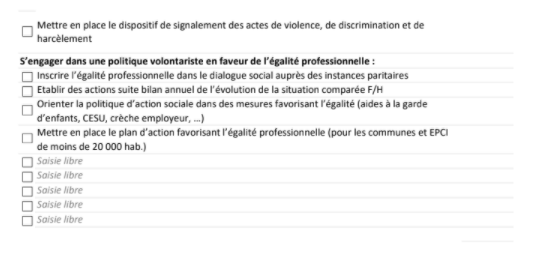 Mettre en place le dispositif de signalement des actes de violence, de discrimination et de
harcèlement
S'engager dans une politique volontariste en faveur de l'égalité professionnelle :
Inscrire l'égalité professionnelle dans le dialogue social auprès des instances paritaires
Etablir des actions suite bilan annuel de l'évolution de la situation comparée F/H
Orienter la politique d'action sociale dans des mesures favorisant l'égalité (aides à la garde
d'enfants, CESU, crèche employeur, ...)
Mettre en place le plan d'action favorisant l'égalité professionnelle (pour les communes et EPCI
de moins de 20 000 hab.)
Saisie libre
Saisie libre
Saisie libre
Saisie libre
Saisie libre